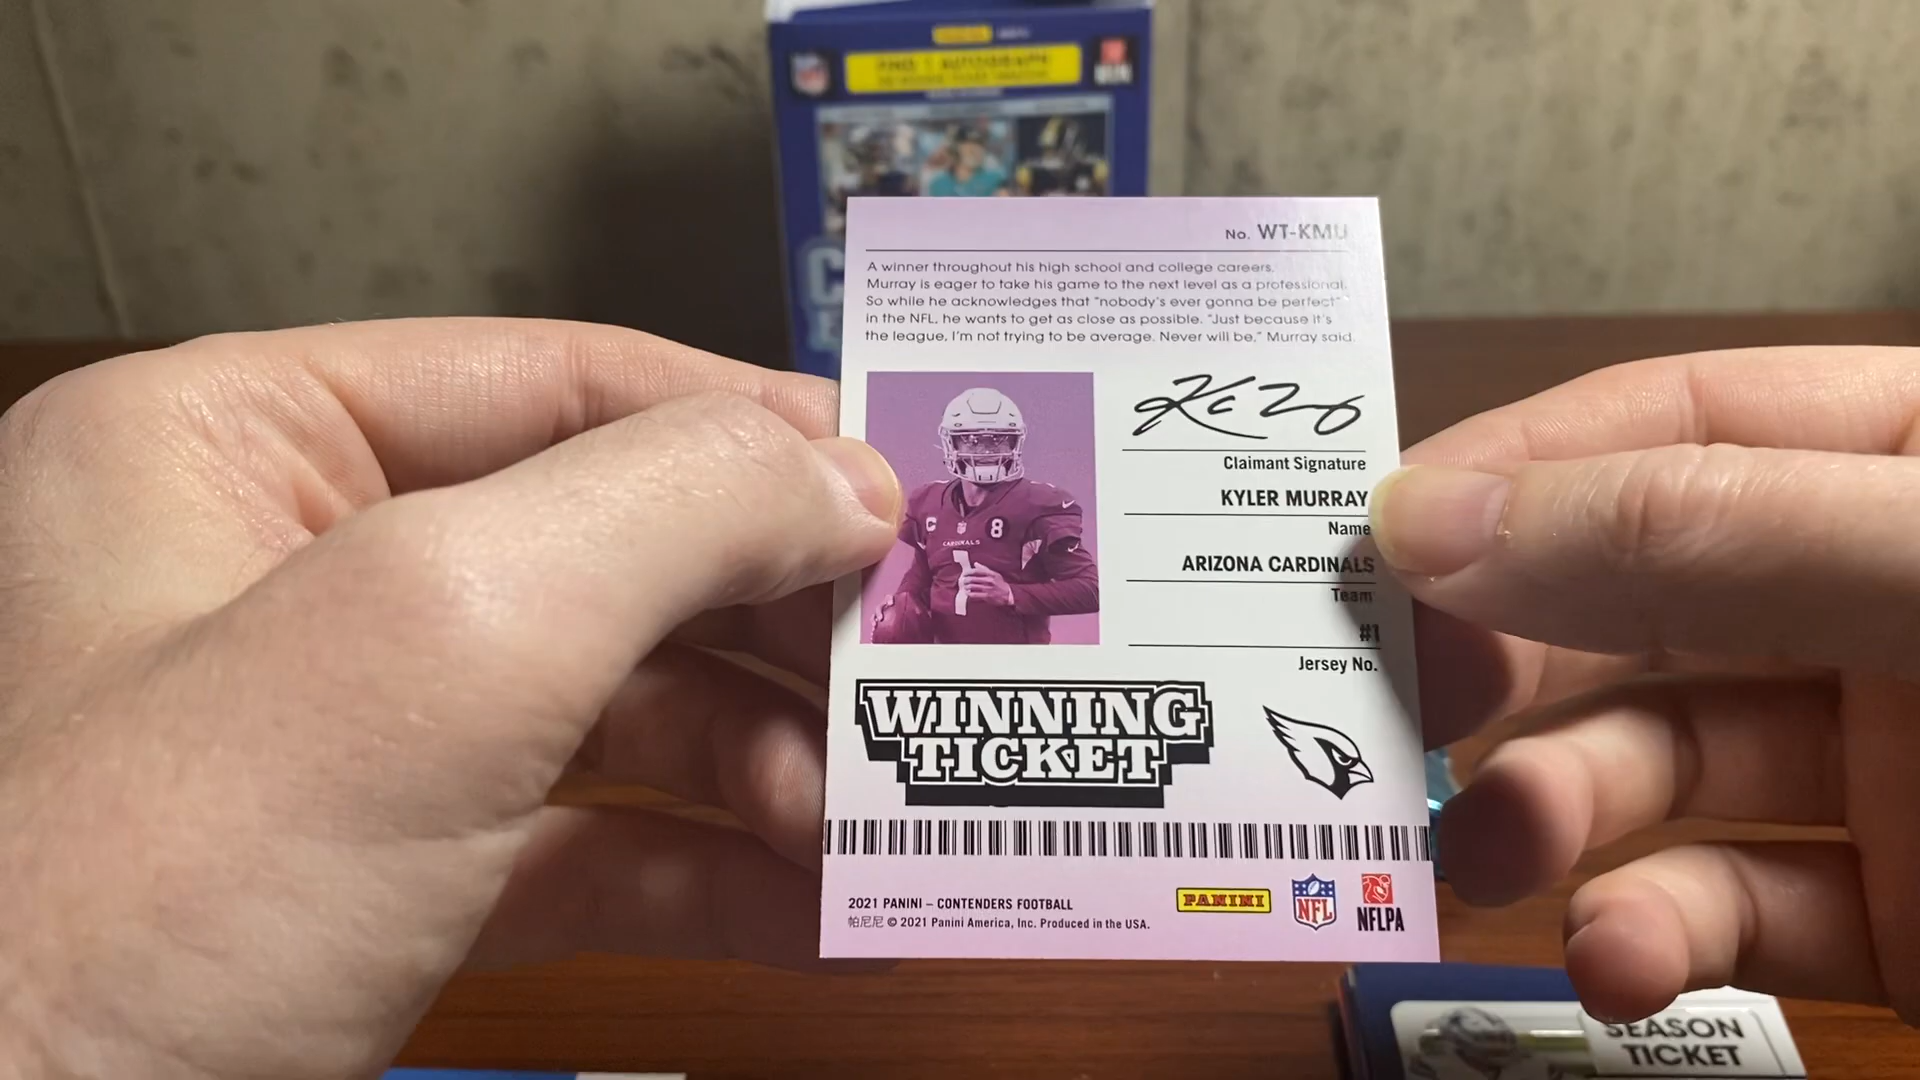 No. WT-KMU
A winner throughout his high school and college careers.
Murray is eager to take his game to the next level as a professional.
So while he acknowledges that "nobody's ever gonna be perfect"
in the NFL, he wants to get as close as possible. "Just because it's
the league, I'm not trying to be average. Never will be," Murray said.
Claimant Signature
KYLER MURRAY
Name
ARIZONA CARDINALS
Team
#1
Jersey No.
C
8
CARDINALS
1
WINNING
TICKET
2021 PANINI – CONTENDERS FOOTBALL
帕尼尼 © 2021 Panini America, Inc. Produced in the USA.
PANINI
NFL
NFLPA
SEASON
TICKET